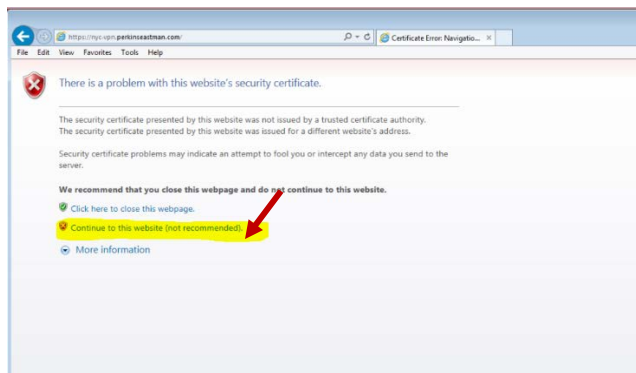 https://nyc-vpn.perkinseastman.com/
Certificate Error: Navigatio...
File Edit View Favorites Tools Help
There is a problem with this website's security certificate.
The security certificate presented by this website was not issued by a trusted certificate authority.
The security certificate presented by this website was issued for a different website's address.
Security certificate problems may indicate an attempt to fool you or intercept any data you send to the
server.
We recommend that you close this webpage and do not continue to this website.
Click here to close this webpage.
Continue to this website (not recommended).
More information